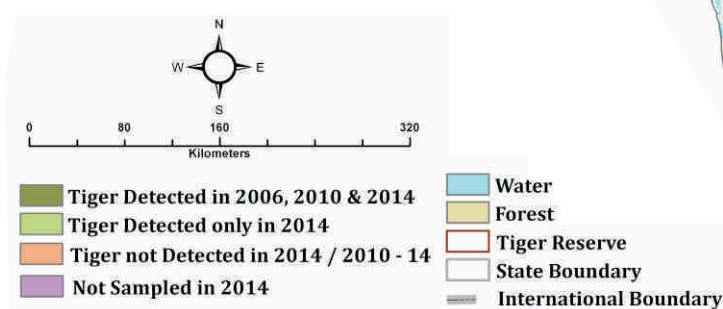 N
W E
S
0 80 160 320
Kilometers
Tiger Detected in 2006, 2010 & 2014
Tiger Detected only in 2014
Tiger not Detected in 2014 / 2010 - 14
Not Sampled in 2014
Water
Forest
Tiger Reserve
State Boundary
International Boundary